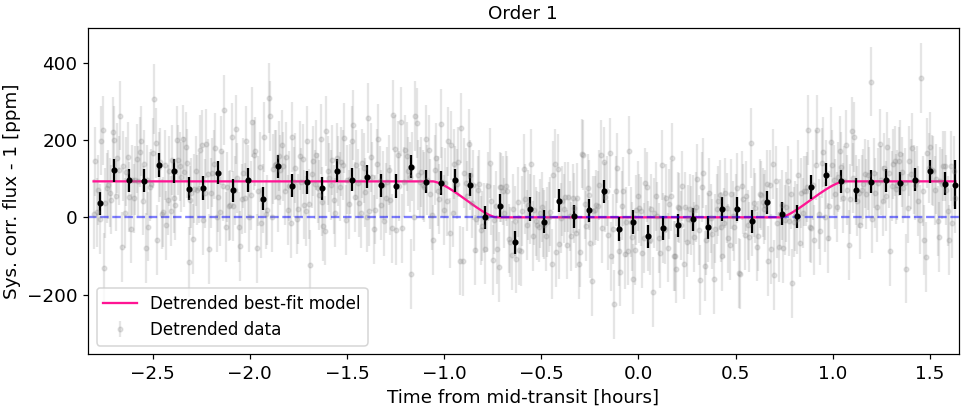 Order 1
Sys. corr. flux - 1 [ppm]
400
200
0
−200
Detrended best-fit model
Detrended data
−2.5 −2.0 −1.5 −1.0 −0.5 0.0 0.5 1.0 1.5
Time from mid-transit [hours]